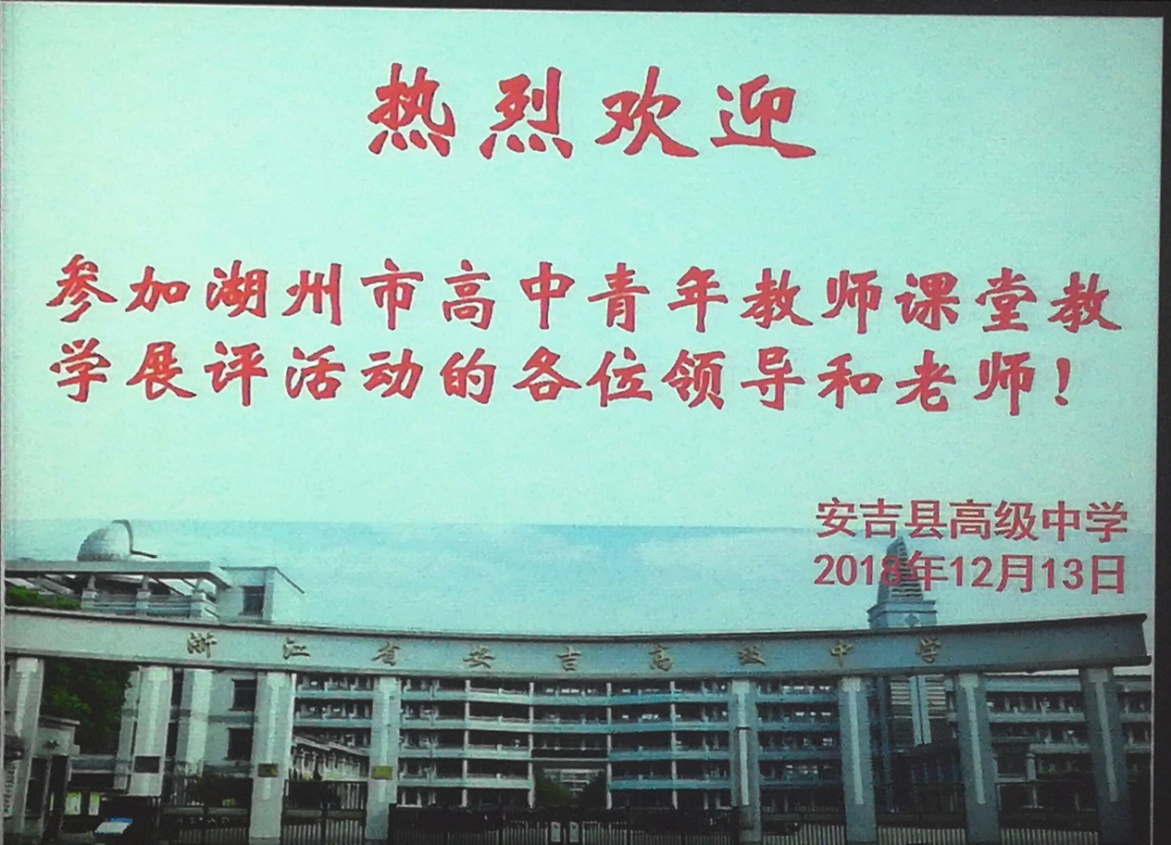 热烈欢迎
参加湖州市高中青年教师课堂教
学展评活动的各位领导和老师！
安吉县高级中学
2018年12月13日
浙江省安吉高级中学